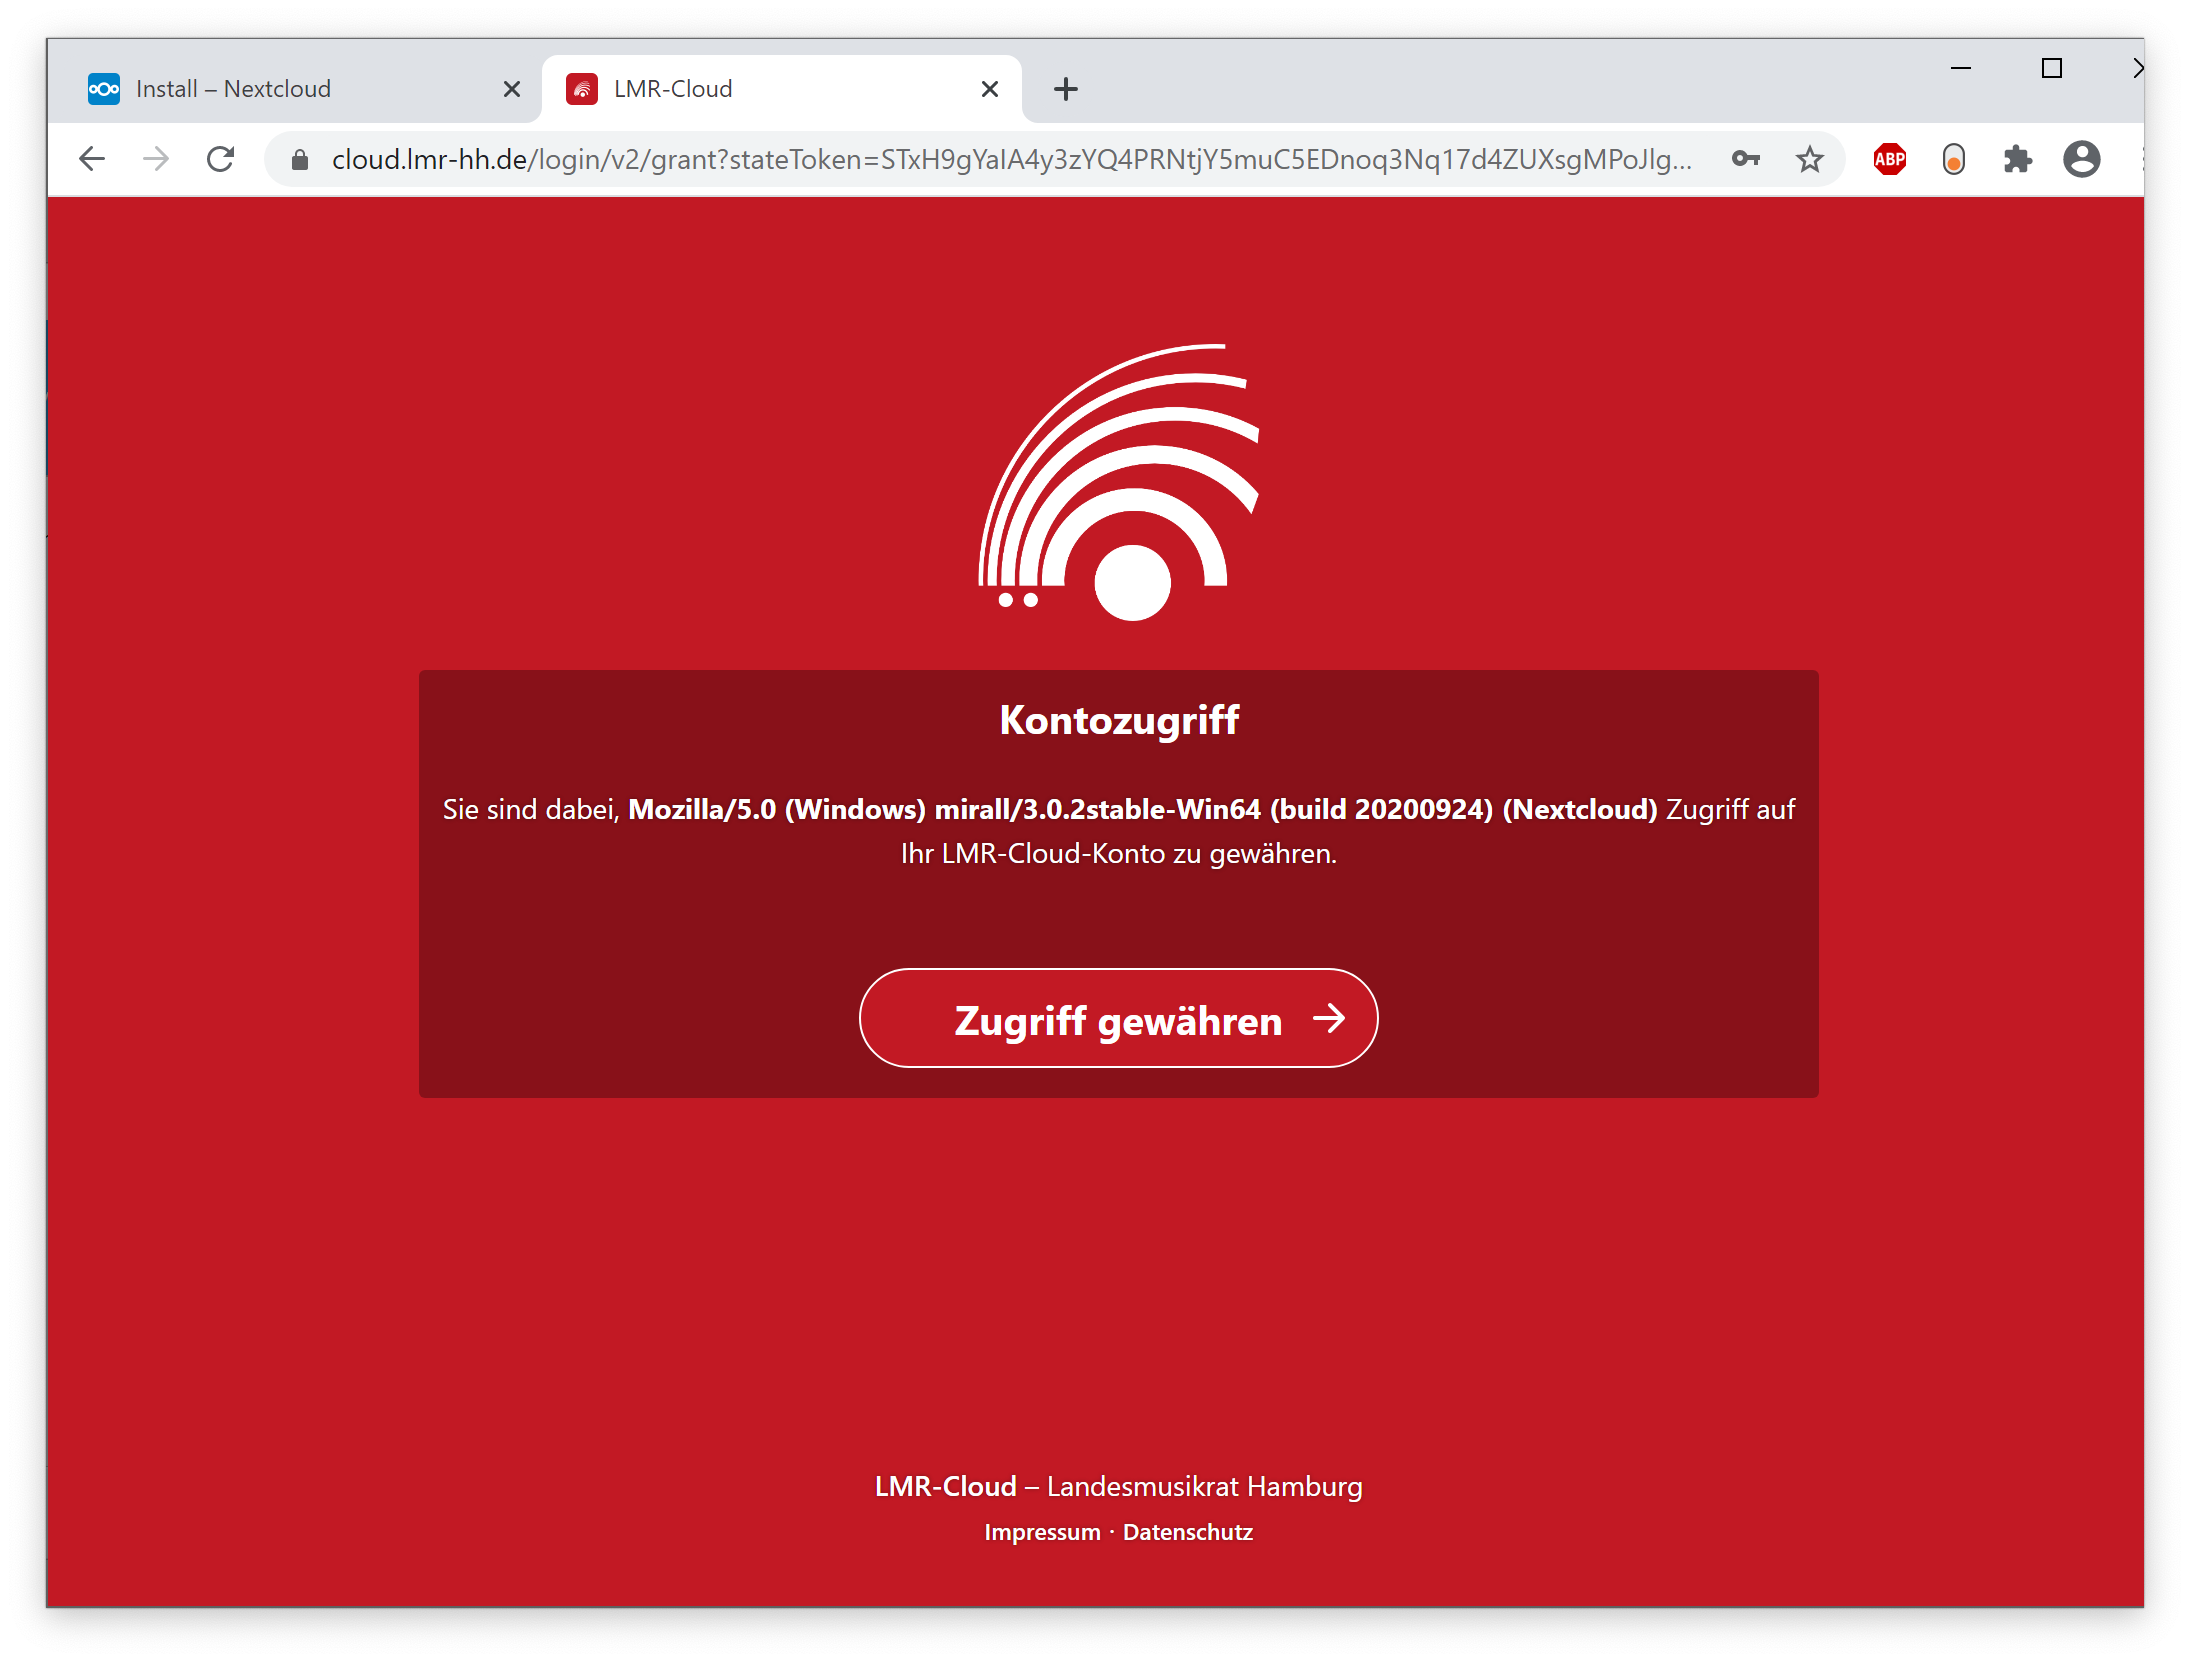 Install – Nextcloud
LMR-Cloud
cloud.lmr-hh.de/login/v2/grant?stateToken=STxH9gYaIA4y3zYQ4PRNtjY5muC5EDnoq3Nq17d4ZUXsgMPoJlg...
ABP
Kontozugriff
Sie sind dabei, Mozilla/5.0 (Windows) mirall/3.0.2stable-Win64 (build 20200924) (Nextcloud) Zugriff auf
Ihr LMR-Cloud-Konto zu gewähren.
Zugriff gewähren
LMR-Cloud – Landesmusikrat Hamburg
Impressum · Datenschutz